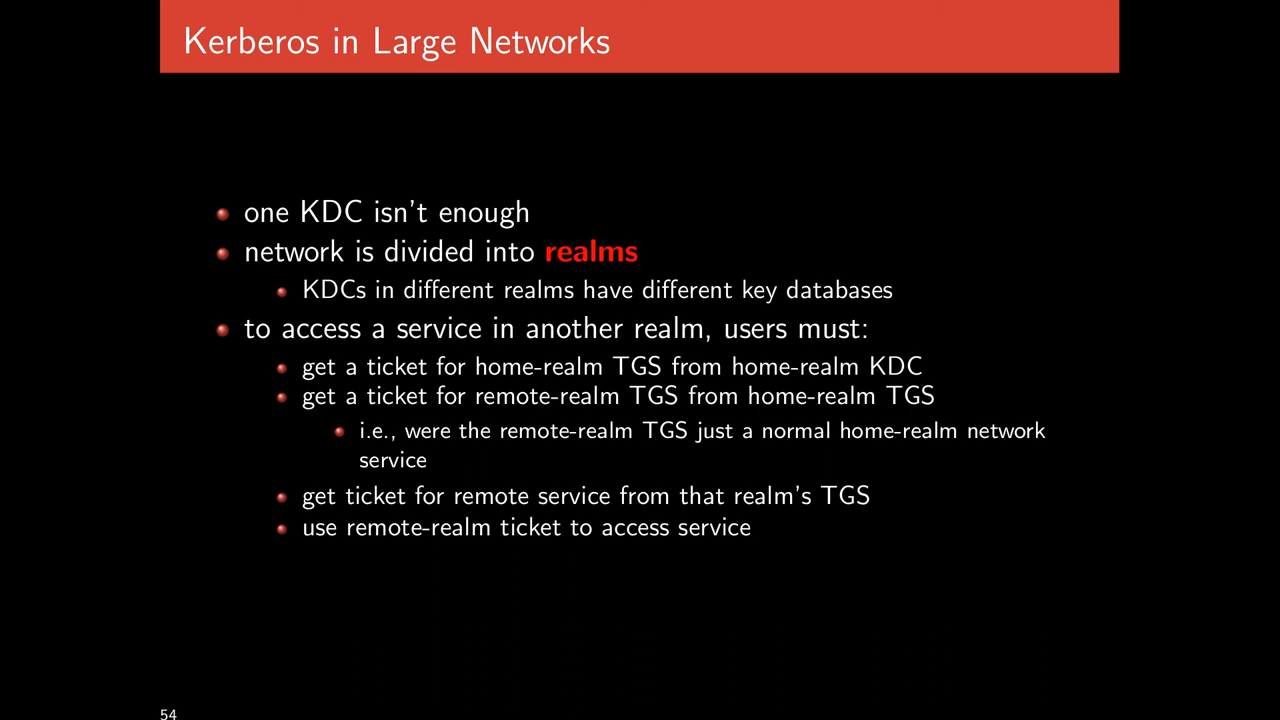 Kerberos in Large Networks
one KDC isn't enough
network is divided into realms
KDCs in different realms have different key databases
to access a service in another realm, users must:
get a ticket for home-realm TGS from home-realm KDC
get a ticket for remote-realm TGS from home-realm TGS
i.e., were the remote-realm TGS just a normal home-realm network
service
get ticket for remote service from that realm's TGS
use remote-realm ticket to access service
54